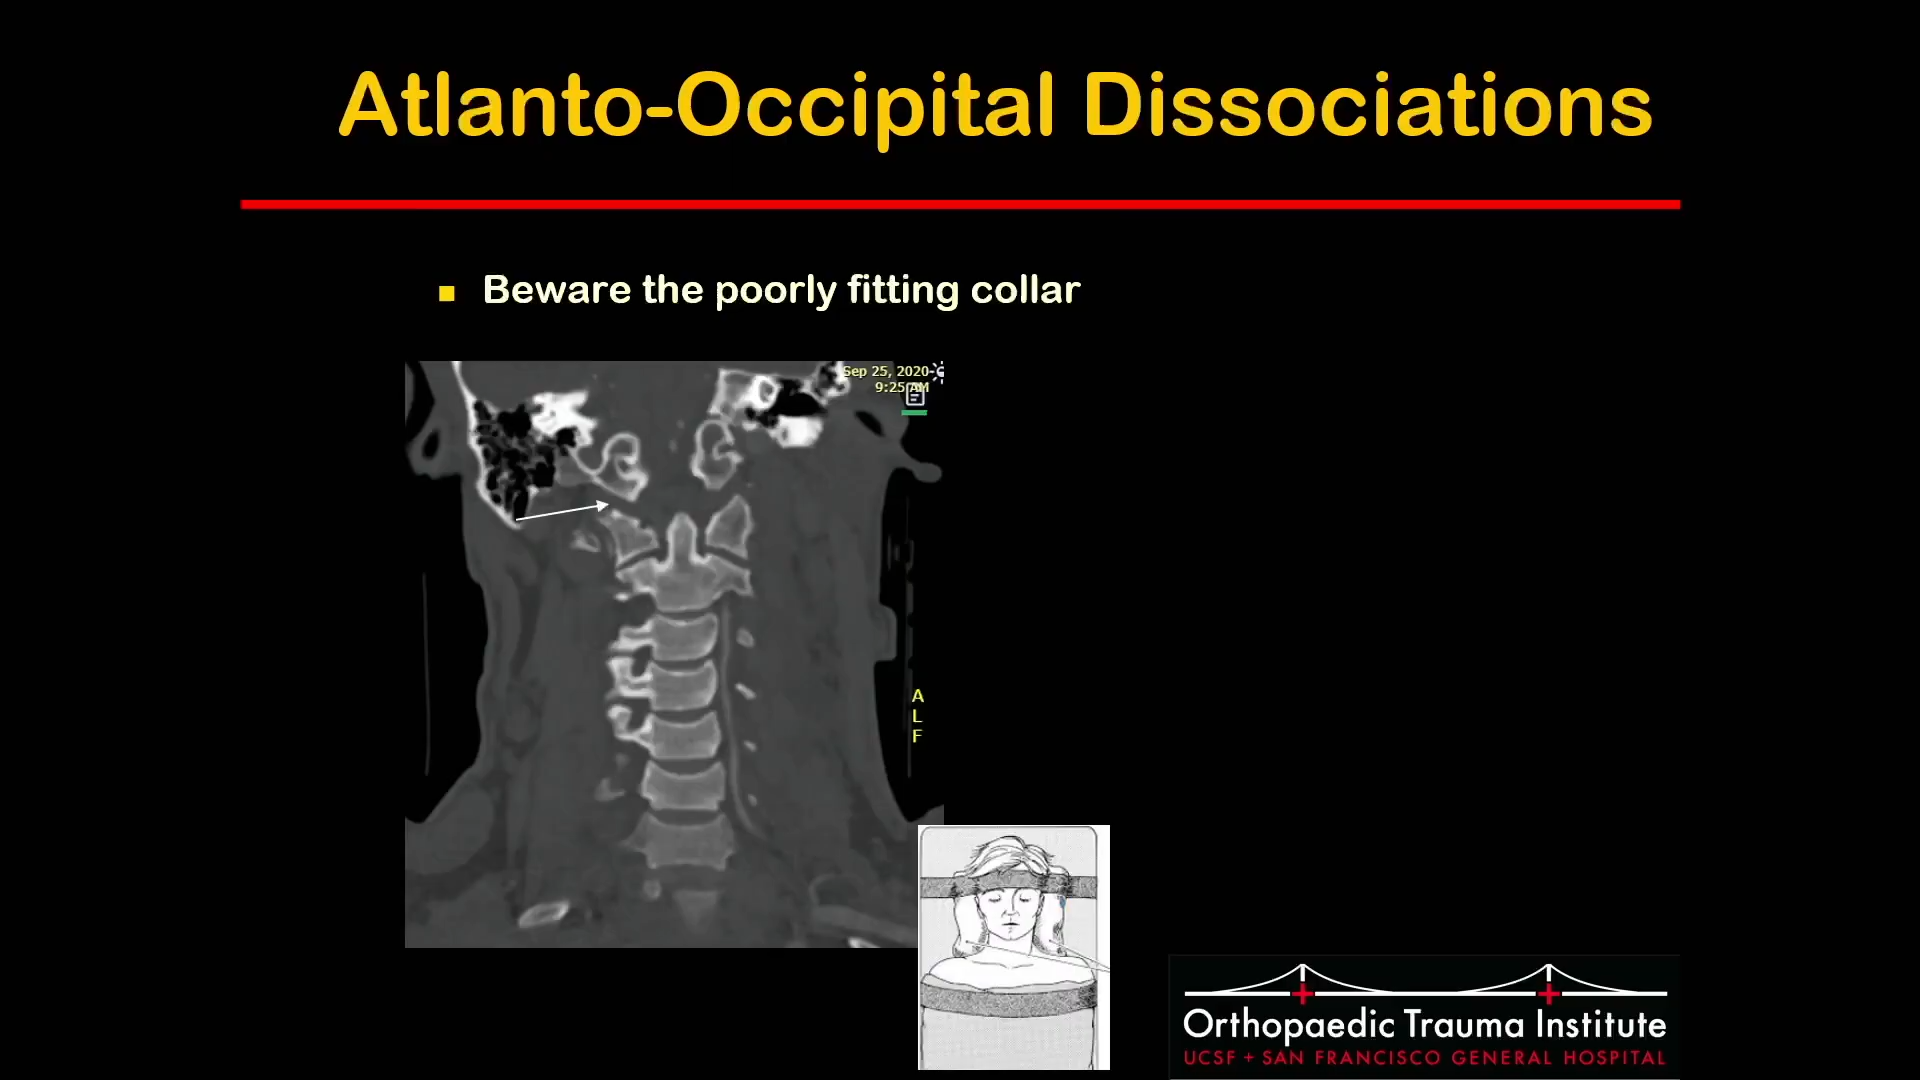 Atlanto-Occipital Dissociations
Beware the poorly fitting collar
Sep 25, 2020
9:25 AM
A
L
F
Orthopaedic Trauma Institute
UCSF + SAN FRANCISCO GENERAL HOSPITAL